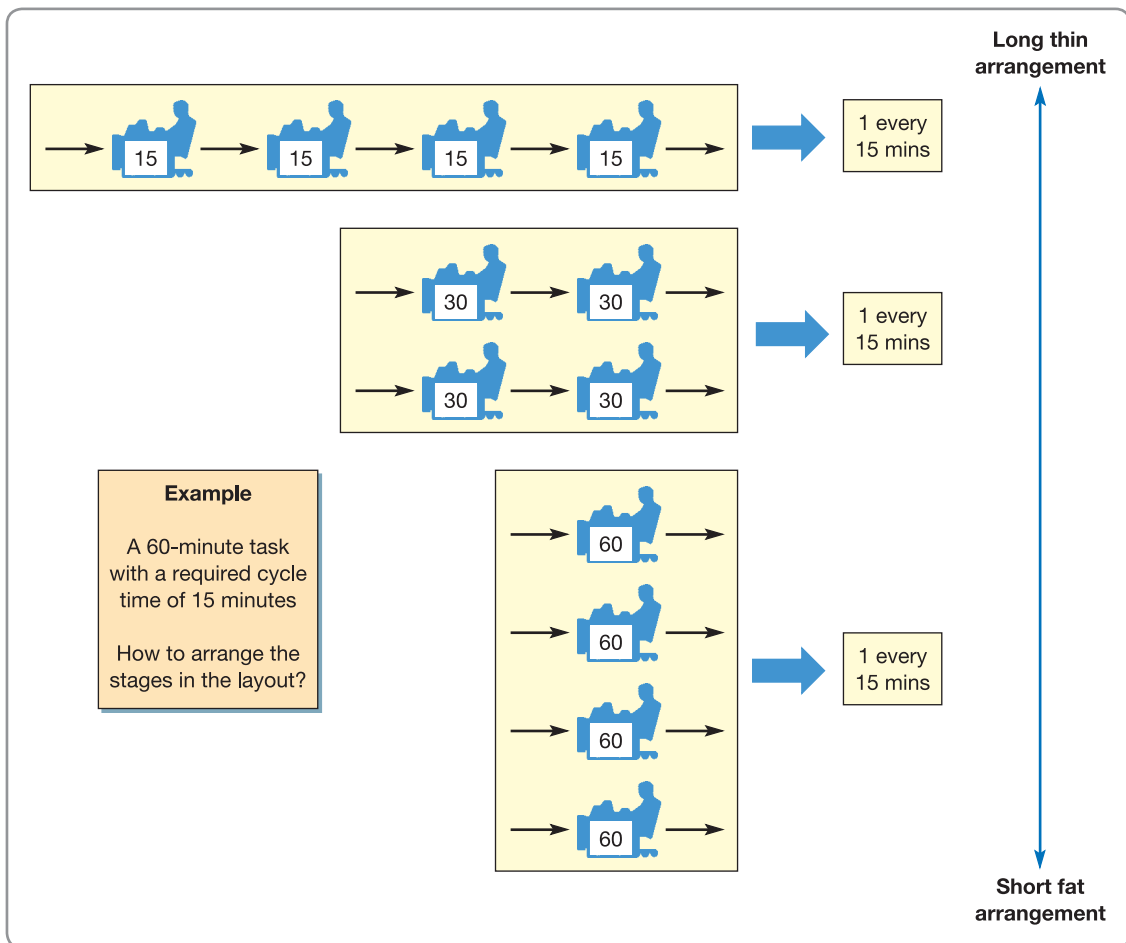 Long thin
arrangement
15
15
15
15
1 every
15 mins
30
30
30
30
1 every
15 mins
Example
A 60-minute task
with a required cycle
time of 15 minutes
How to arrange the
stages in the layout?
60
60
60
60
1 every
15 mins
Short fat
arrangement